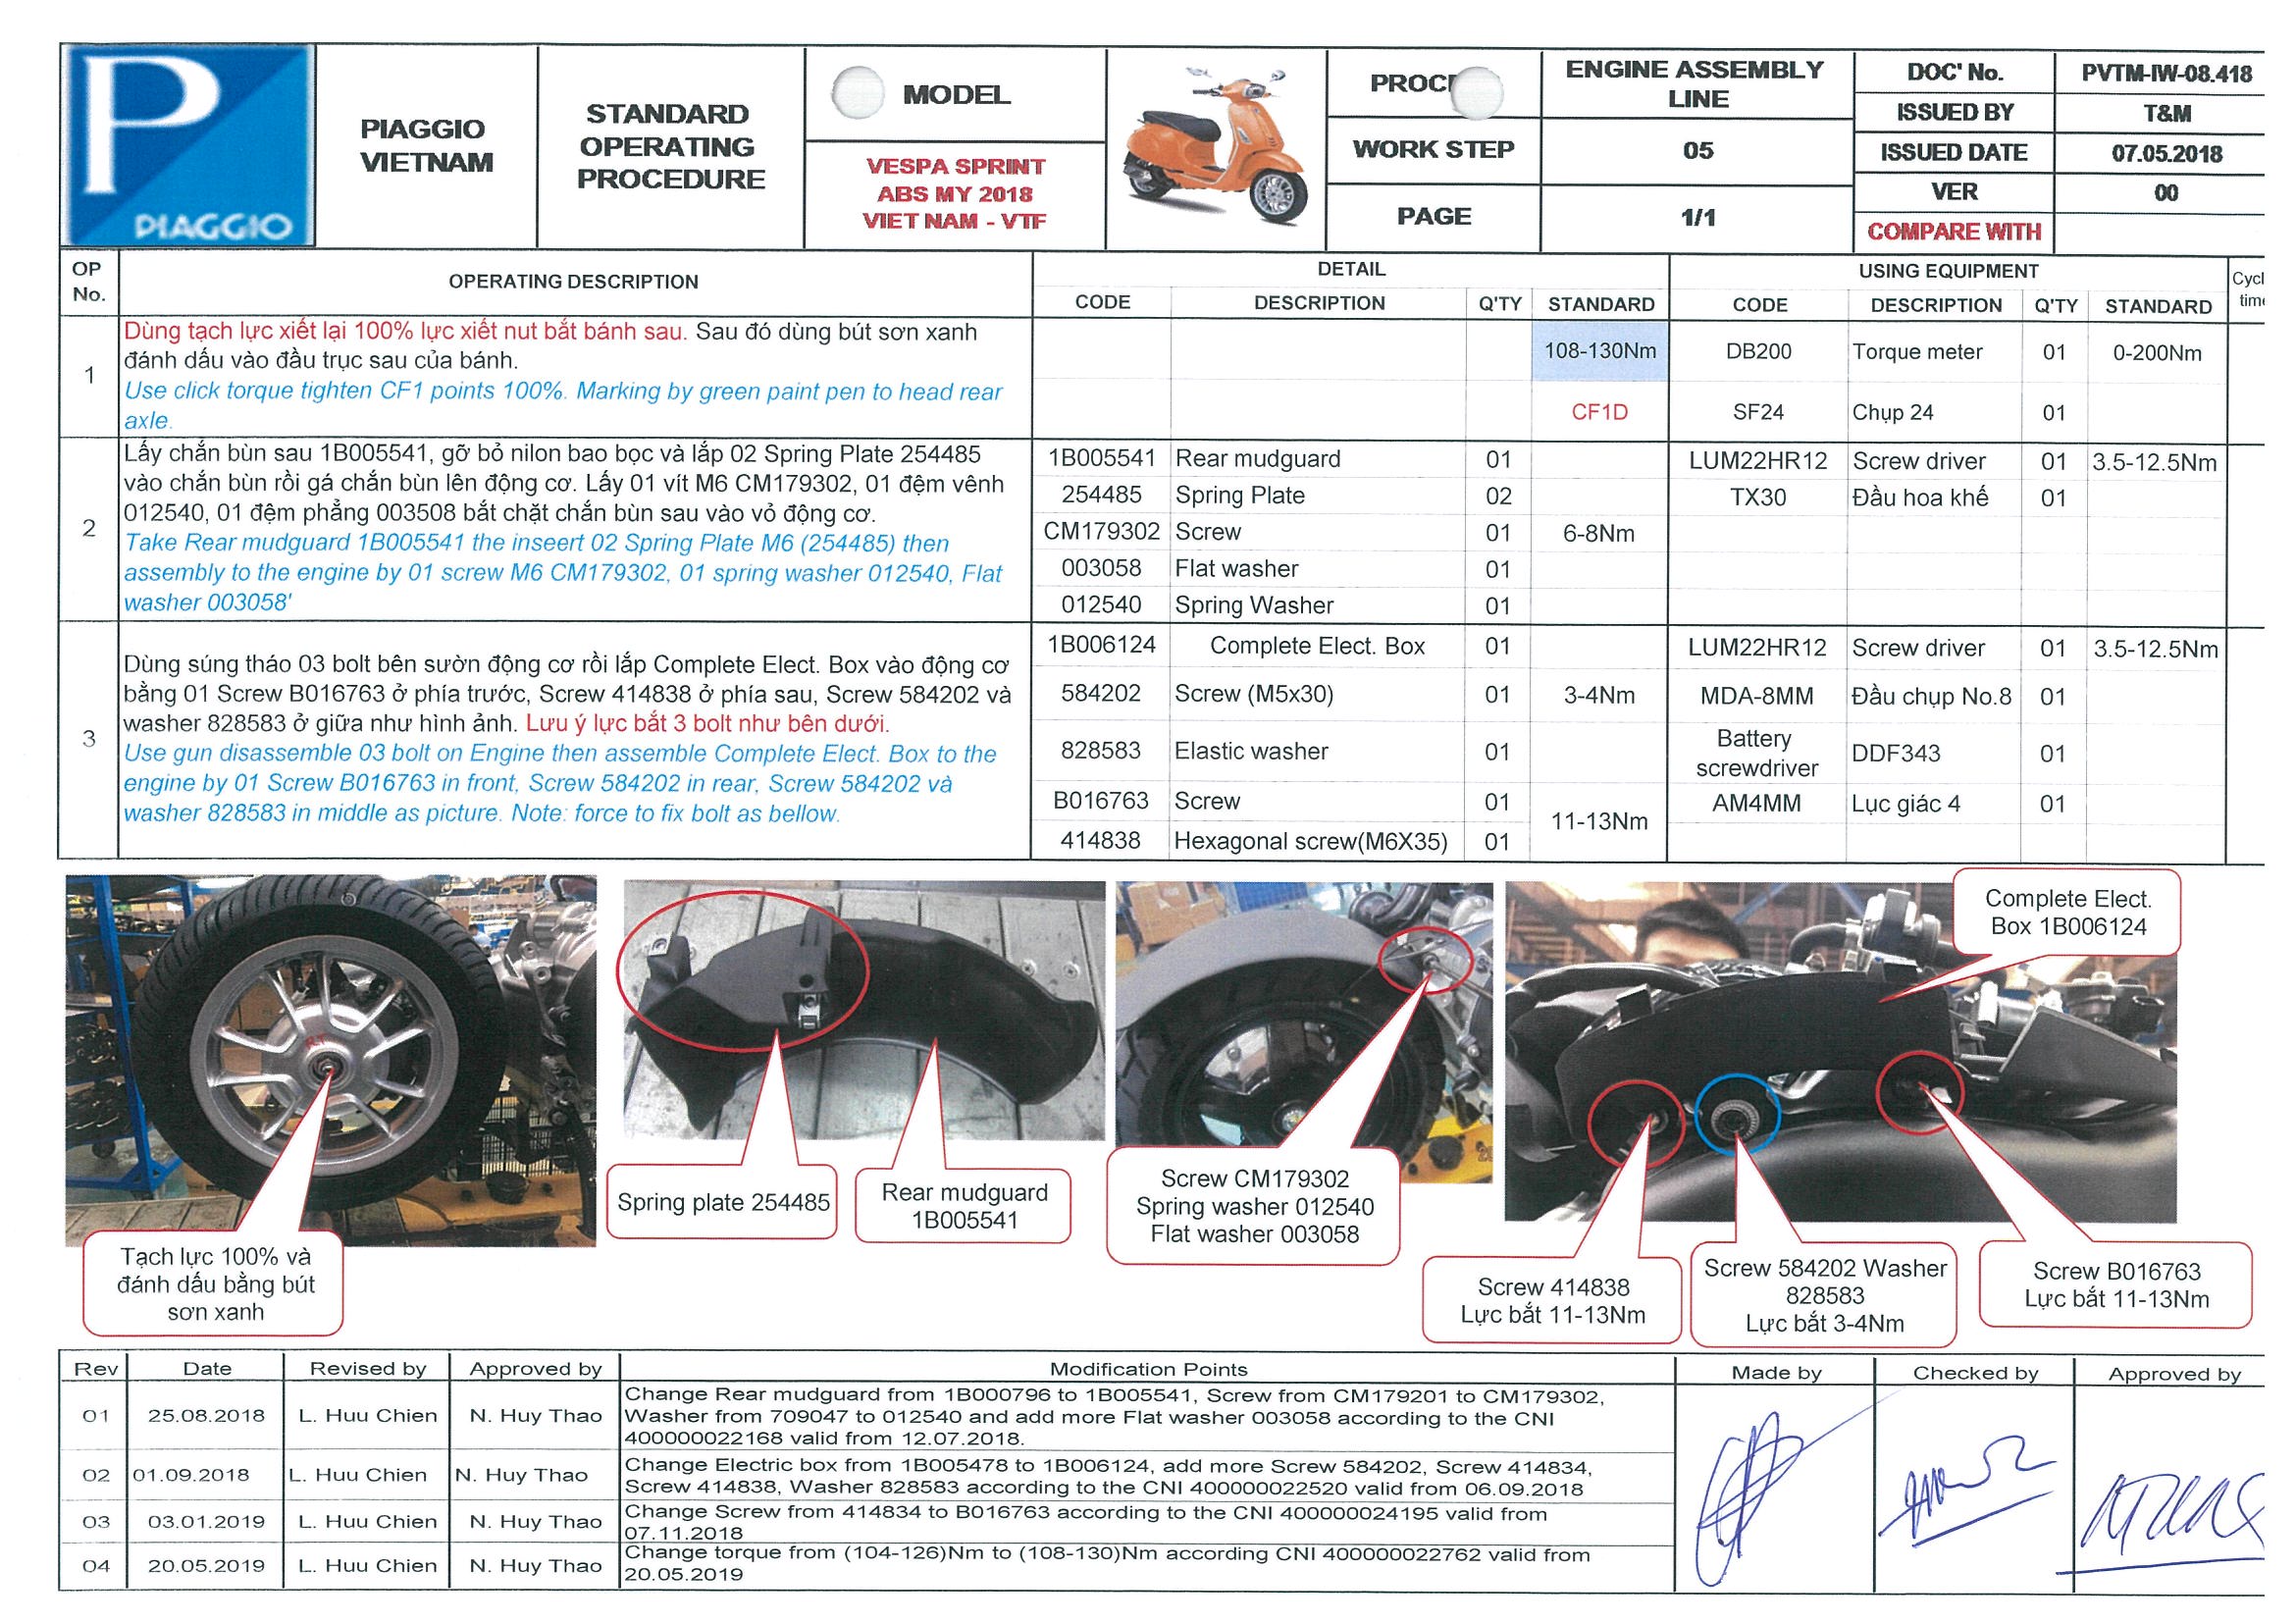 PIAGGIO
PIAGGIO
VIETNAM
STANDARD
OPERATING
PROCEDURE
MODEL
VESPA SPRINT
ABS MY 2018
VIET NAM - VTF
WORK STEP
PAGE
ENGINE ASSEMBLY
LINE
05
1/1
DOC' No.
PVTM-IW-08.418
ISSUED BY
T&M
ISSUED DATE
07.05.2018
VER
00
COMPARE WITH
OP
No.
OPERATING DESCRIPTION
DETAIL
USING EQUIPMENT
CODE
DESCRIPTION
Q'TY
STANDARD
CODE
DESCRIPTION
Q'TY
STANDARD
1
Dùng tạch lực xiết lại 100% lực xiết nut bắt bánh sau. Sau đó dùng bút sơn xanh
đánh dấu vào đầu trục sau của bánh.
Use click torque tighten CF1 points 100%. Marking by green paint pen to head rear
axle.
108-130Nm
DB200
Torque meter
01
0-200Nm
CF1D
SF24
Chụp 24
01
2
Lấy chắn bùn sau 1B005541, gỡ bỏ nilon bao bọc và lắp 02 Spring Plate 254485
vào chắn bùn rồi gá chắn bùn lên động cơ. Lấy 01 vít M6 CM179302, 01 đệm vênh
012540, 01 đệm phẳng 003508 bắt chặt chắn bùn sau vào vỏ động cơ.
Take Rear mudguard 1B005541 the inseert 02 Spring Plate M6 (254485) then
assembly to the engine by 01 screw M6 CM179302, 01 spring washer 012540, Flat
washer 003058'
1B005541
Rear mudguard
01
LUM22HR12
Screw driver
01
3.5-12.5Nm
254485
Spring Plate
02
TX30
Đầu hoa khế
01
CM179302
Screw
01
6-8Nm
003058
Flat washer
01
012540
Spring Washer
01
3
Dùng súng tháo 03 bolt bên sườn động cơ rồi lắp Complete Elect. Box vào động cơ
bằng 01 Screw B016763 ở phía trước, Screw 414838 ở phía sau, Screw 584202 và
washer 828583 ở giữa như hình ảnh. Lưu ý lực bắt 3 bolt như bên dưới.
Use gun disassemble 03 bolt on Engine then assemble Complete Elect. Box to the
engine by 01 Screw B016763 in front, Screw 584202 in rear, Screw 584202 và
washer 828583 in middle as picture. Note: force to fix bolt as bellow.
1B006124
Complete Elect. Box
01
LUM22HR12
Screw driver
01
3.5-12.5Nm
584202
Screw (M5x30)
01
3-4Nm
MDA-8MM
Đầu chụp No.8
01
828583
Elastic washer
01
Battery
screwdriver
DDF343
01
B016763
Screw
01
11-13Nm
AM4MM
Lục giác 4
01
414838
Hexagonal screw(M6X35)
01
Complete Elect.
Box 1B006124
Spring plate 254485
Rear mudguard
1B005541
Screw CM179302
Spring washer 012540
Flat washer 003058
Tạch lực 100% và
đánh dấu bằng bút
sơn xanh
Screw 414838
Lực bắt 11-13Nm
Screw 584202 Washer
828583
Lực bắt 3-4Nm
Screw B016763
Lực bắt 11-13Nm
Rev
Date
Revised by
Approved by
Modification Points
Made by
Checked by
Approved by
01
25.08.2018
L. Huu Chien
N. Huy Thao
Change Rear mudguard from 1B000796 to 1B005541, Screw from CM179201 to CM179302,
Washer from 709047 to 012540 and add more Flat washer 003058 according to the CNI
400000022168 valid from 12.07.2018.
02
01.09.2018
L. Huu Chien
N. Huy Thao
Change Electric box from 1B005478 to 1B006124, add more Screw 584202, Screw 414834,
Screw 414838, Washer 828583 according to the CNI 400000022520 valid from 06.09.2018
03
03.01.2019
L. Huu Chien
N. Huy Thao
Change Screw from 414834 to B016763 according to the CNI 400000024195 valid from
07.11.2018
04
20.05.2019
L. Huu Chien
N. Huy Thao
Change torque from (104-126)Nm to (108-130)Nm according CNI 400000022762 valid from
20.05.2019